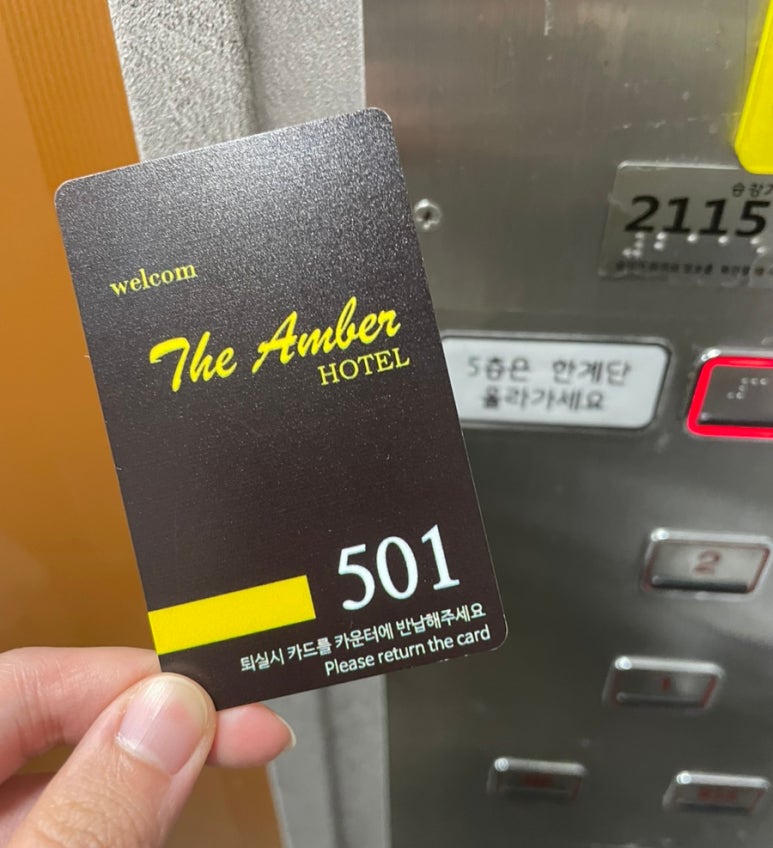 welcom
The Amber
HOTEL
501
퇴실시 카드를 카운터에 반납해주세요
Please return the card
2115
5층은 한계단
올라가세요
2
1